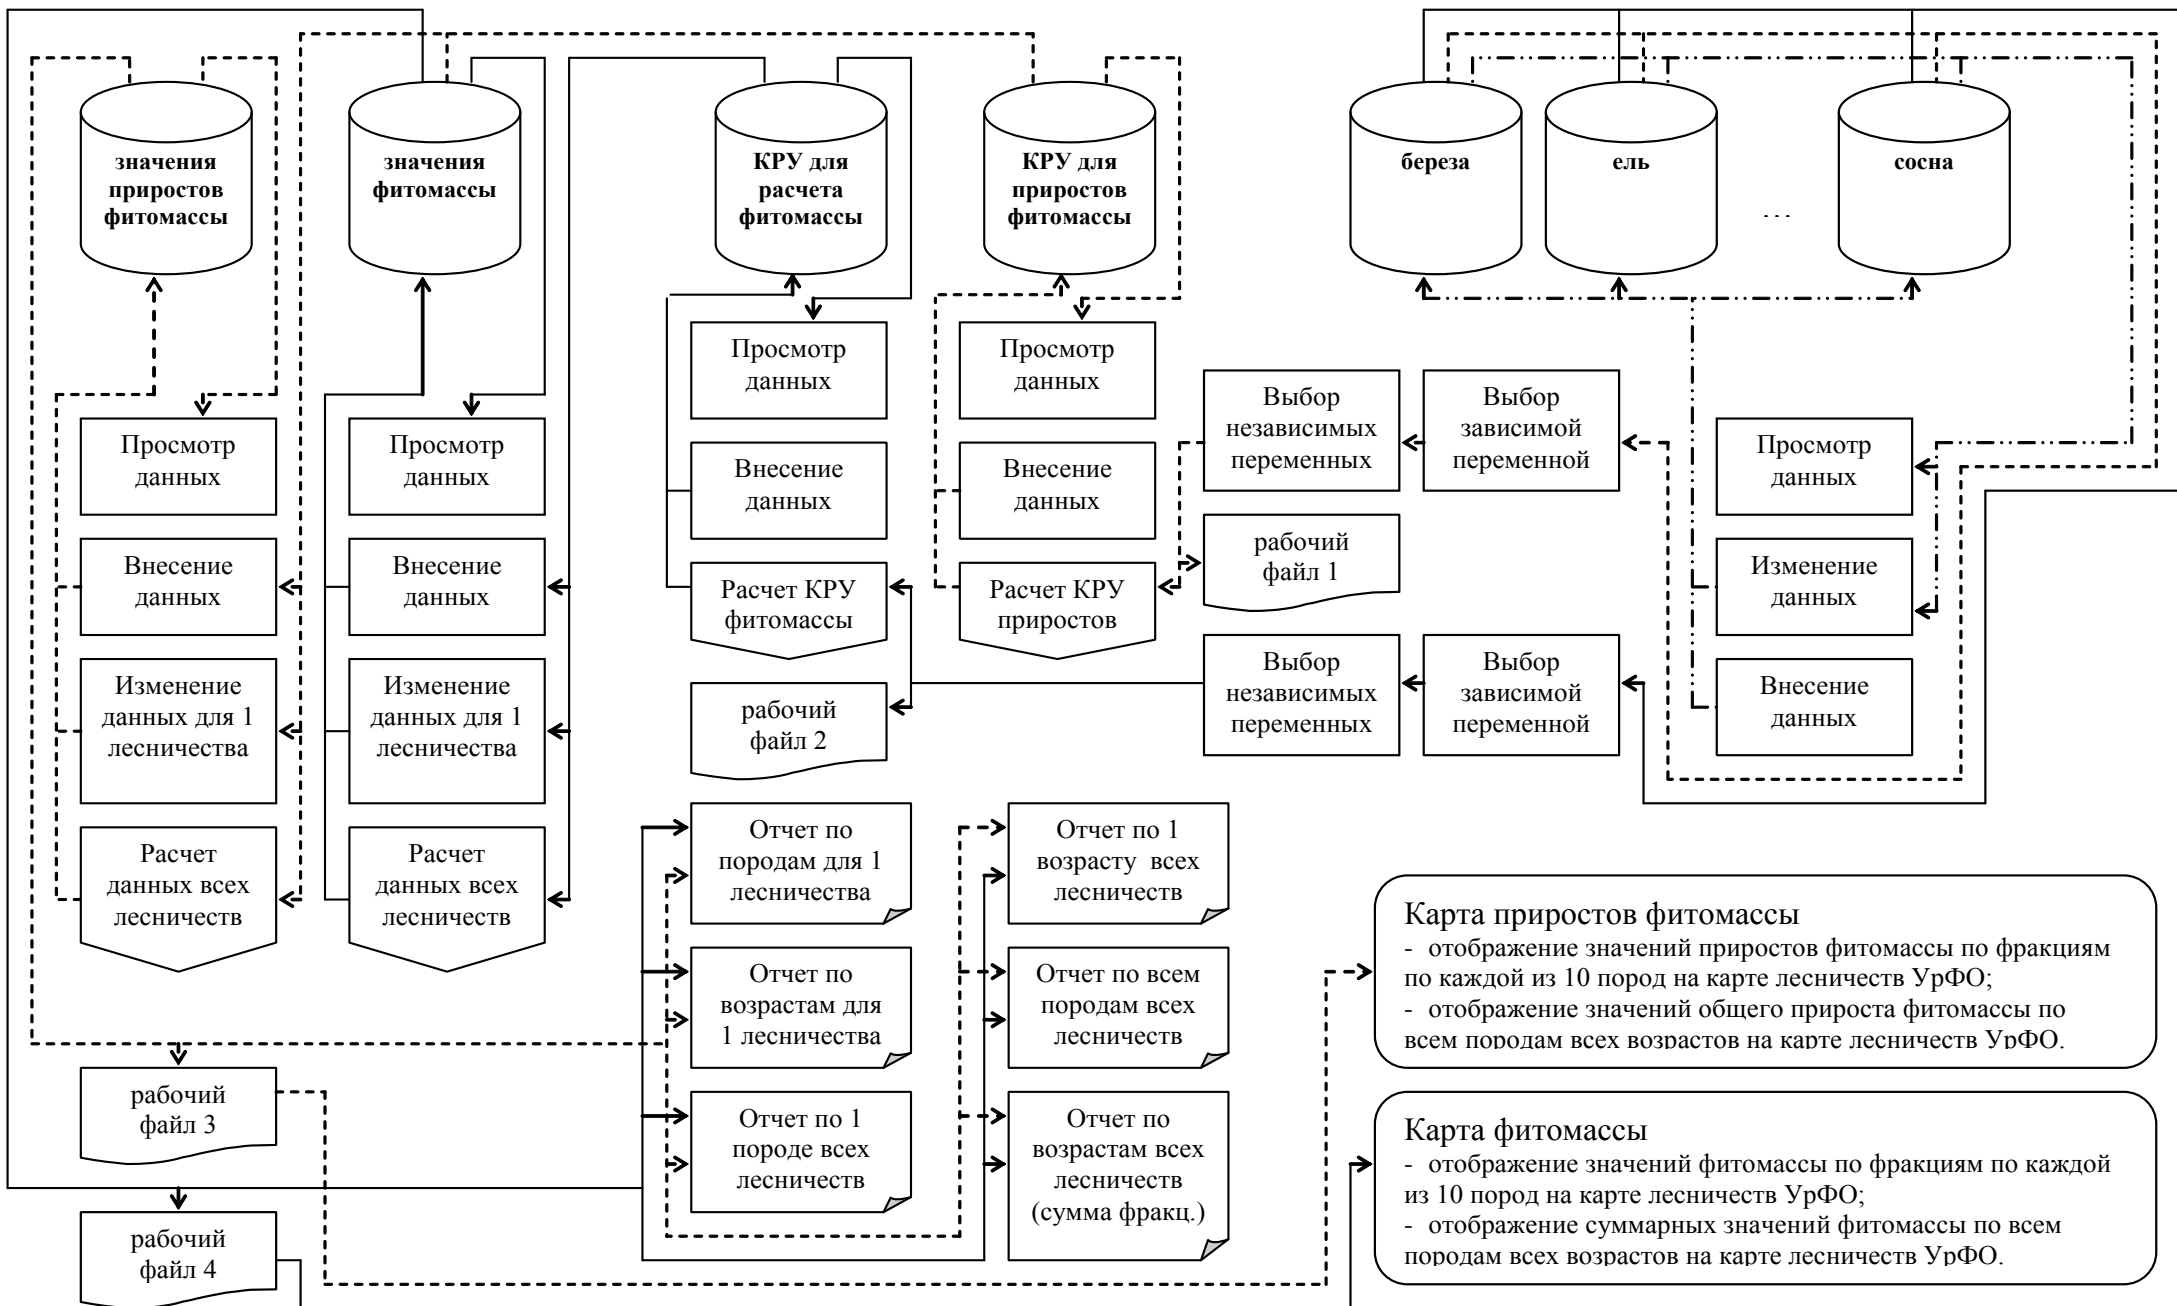 значения
приростов
фитомассы
значения
фитомассы
КРУ для
расчета
фитомассы
КРУ для
приростов
фитомассы
береза
ель
...
сосна
Просмотр
данных
Внесение
данных
Изменение
данных для 1
лесничества
Расчет
данных всех
лесничеств
Просмотр
данных
Внесение
данных
Изменение
данных для 1
лесничества
Расчет
данных всех
лесничеств
Просмотр
данных
Внесение
данных
Расчет КРУ
фитомассы
рабочий
файл 2
Просмотр
данных
Внесение
данных
Расчет КРУ
приростов
Выбор
независимых
переменных
Выбор
зависимой
переменной
рабочий
файл 1
Выбор
независимых
переменных
Выбор
зависимой
переменной
Просмотр
данных
Изменение
данных
Внесение
данных
Отчет по
породам для 1
лесничества
Отчет по 1
возрасту всех
лесничеств
Отчет по
возрастам для
1 лесничества
Отчет по всем
породам всех
лесничеств
Отчет по 1
породе всех
лесничеств
Отчет по
возрастам всех
лесничеств
(сумма фракц.)
рабочий
файл 3
рабочий
файл 4
Карта приростов фитомассы
- отображение значений приростов фитомассы по фракциям
по каждой из 10 пород на карте лесничеств УрФО;
- отображение значений общего прироста фитомассы по
всем породам всех возрастов на карте лесничеств УрФО.
Карта фитомассы
- отображение значений фитомассы по фракциям по каждой
из 10 пород на карте лесничеств УрФО;
- отображение суммарных значений фитомассы по всем
породам всех возрастов на карте лесничеств УрФО.